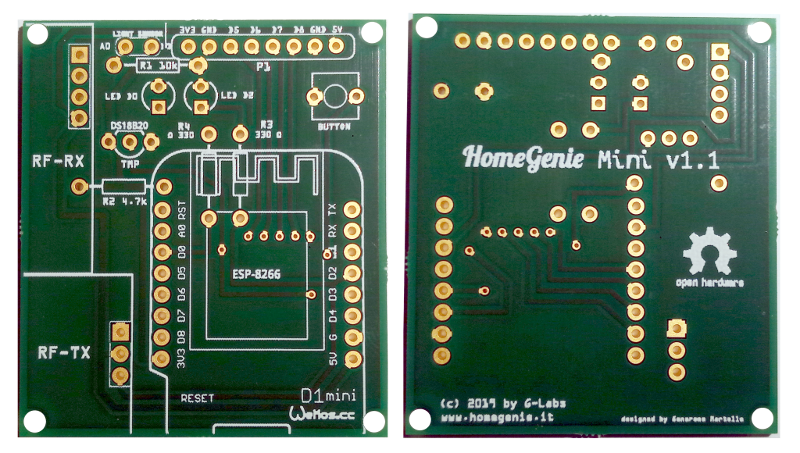 LIGHT SENSOR
3V3 GND D5 D6 D7 D8 GND 5V
A0
R1 10k
P1
LED D0
LED D2
BUTTON
DS18B20
R4
330 Ω
R3
330 Ω
RF-RX
TMP
R2 4.7k
RST
A0
D0
D5
D6
D7
D8
3V3
TX
RX
D1
D2
D3
D4
G
5V
ESP-8266
RF-TX
RESET
D1mini
WeMos.cc
HomeGenie Mini v1.1
open hardware
(c) 2019 by G-Labs
www.homegenie.it
designed by Generoso Martello